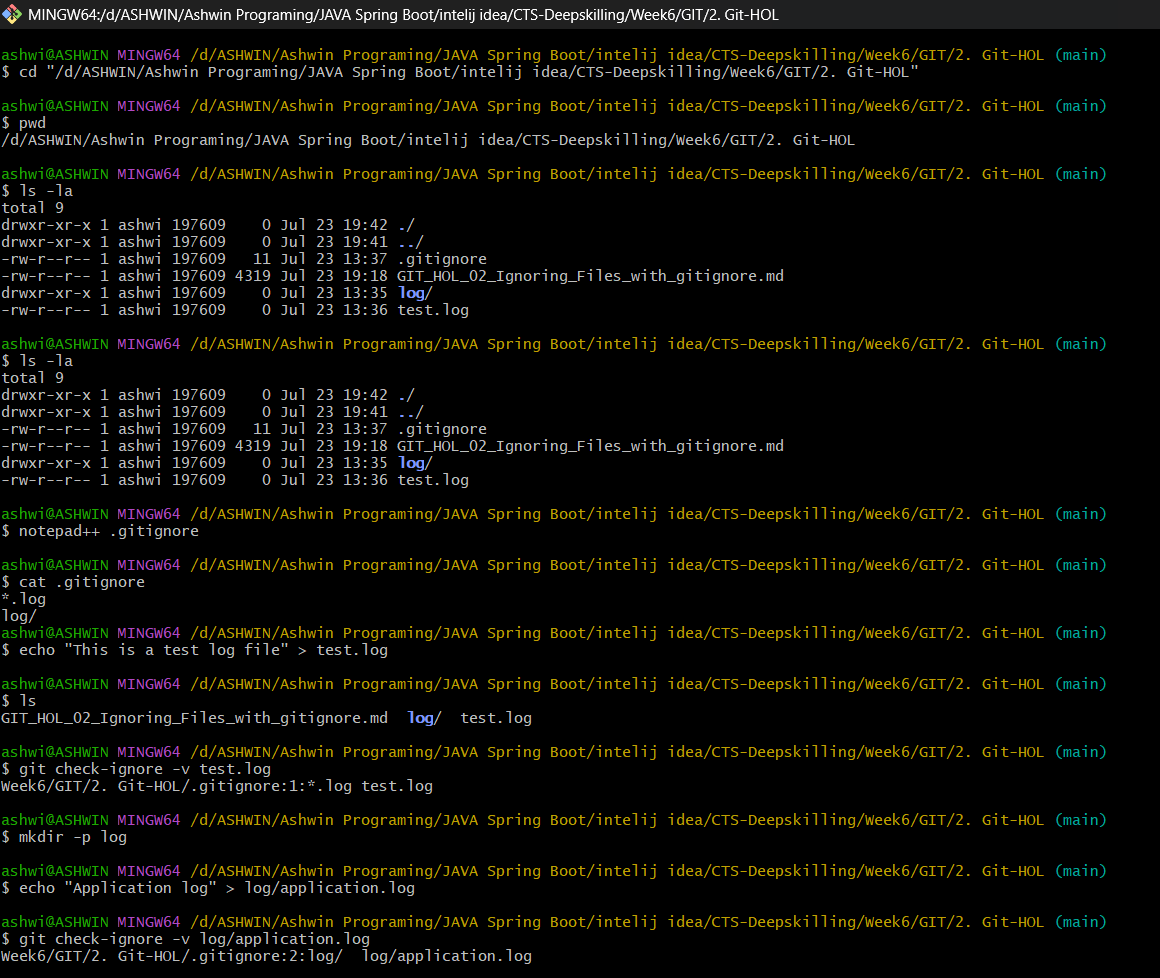 MINGW64:/d/ASHWIN/Ashwin Programing/JAVA Spring Boot/intelij idea/CTS-Deepskilling/Week6/GIT/2. Git-HOL
ashwi@ASHWIN MINGW64 /d/ASHWIN/Ashwin Programing/JAVA Spring Boot/intelij idea/CTS-Deepskilling/Week6/GIT/2. Git-HOL (main)
$ cd "/d/ASHWIN/Ashwin Programing/JAVA Spring Boot/intelij idea/CTS-Deepskilling/Week6/GIT/2. Git-HOL"
ashwi@ASHWIN MINGW64 /d/ASHWIN/Ashwin Programing/JAVA Spring Boot/intelij idea/CTS-Deepskilling/Week6/GIT/2. Git-HOL (main)
$ pwd
/d/ASHWIN/Ashwin Programing/JAVA Spring Boot/intelij idea/CTS-Deepskilling/Week6/GIT/2. Git-HOL
ashwi@ASHWIN MINGW64 /d/ASHWIN/Ashwin Programing/JAVA Spring Boot/intelij idea/CTS-Deepskilling/Week6/GIT/2. Git-HOL (main)
$ ls -la
total 9
drwxr-xr-x 1 ashwi 197609    0 Jul 23 19:42 ./
drwxr-xr-x 1 ashwi 197609    0 Jul 23 19:41 ../
-rw-r--r-- 1 ashwi 197609   11 Jul 23 13:37 .gitignore
-rw-r--r-- 1 ashwi 197609 4319 Jul 23 19:18 GIT_HOL_02_Ignoring_Files_with_gitignore.md
drwxr-xr-x 1 ashwi 197609    0 Jul 23 13:35 log/
-rw-r--r-- 1 ashwi 197609    0 Jul 23 13:36 test.log
ashwi@ASHWIN MINGW64 /d/ASHWIN/Ashwin Programing/JAVA Spring Boot/intelij idea/CTS-Deepskilling/Week6/GIT/2. Git-HOL (main)
$ ls -la
total 9
drwxr-xr-x 1 ashwi 197609    0 Jul 23 19:42 ./
drwxr-xr-x 1 ashwi 197609    0 Jul 23 19:41 ../
-rw-r--r-- 1 ashwi 197609   11 Jul 23 13:37 .gitignore
-rw-r--r-- 1 ashwi 197609 4319 Jul 23 19:18 GIT_HOL_02_Ignoring_Files_with_gitignore.md
drwxr-xr-x 1 ashwi 197609    0 Jul 23 13:35 log/
-rw-r--r-- 1 ashwi 197609    0 Jul 23 13:36 test.log
ashwi@ASHWIN MINGW64 /d/ASHWIN/Ashwin Programing/JAVA Spring Boot/intelij idea/CTS-Deepskilling/Week6/GIT/2. Git-HOL (main)
$ notepad++ .gitignore
ashwi@ASHWIN MINGW64 /d/ASHWIN/Ashwin Programing/JAVA Spring Boot/intelij idea/CTS-Deepskilling/Week6/GIT/2. Git-HOL (main)
$ cat .gitignore
*.log
log/
ashwi@ASHWIN MINGW64 /d/ASHWIN/Ashwin Programing/JAVA Spring Boot/intelij idea/CTS-Deepskilling/Week6/GIT/2. Git-HOL (main)
$ echo "This is a test log file" > test.log
ashwi@ASHWIN MINGW64 /d/ASHWIN/Ashwin Programing/JAVA Spring Boot/intelij idea/CTS-Deepskilling/Week6/GIT/2. Git-HOL (main)
$ ls
GIT_HOL_02_Ignoring_Files_with_gitignore.md  log/  test.log
ashwi@ASHWIN MINGW64 /d/ASHWIN/Ashwin Programing/JAVA Spring Boot/intelij idea/CTS-Deepskilling/Week6/GIT/2. Git-HOL (main)
$ git check-ignore -v test.log
Week6/GIT/2. Git-HOL/.gitignore:1:*.log test.log
ashwi@ASHWIN MINGW64 /d/ASHWIN/Ashwin Programing/JAVA Spring Boot/intelij idea/CTS-Deepskilling/Week6/GIT/2. Git-HOL (main)
$ mkdir -p log
ashwi@ASHWIN MINGW64 /d/ASHWIN/Ashwin Programing/JAVA Spring Boot/intelij idea/CTS-Deepskilling/Week6/GIT/2. Git-HOL (main)
$ echo "Application log" > log/application.log
ashwi@ASHWIN MINGW64 /d/ASHWIN/Ashwin Programing/JAVA Spring Boot/intelij idea/CTS-Deepskilling/Week6/GIT/2. Git-HOL (main)
$ git check-ignore -v log/application.log
Week6/GIT/2. Git-HOL/.gitignore:2:log/  log/application.log